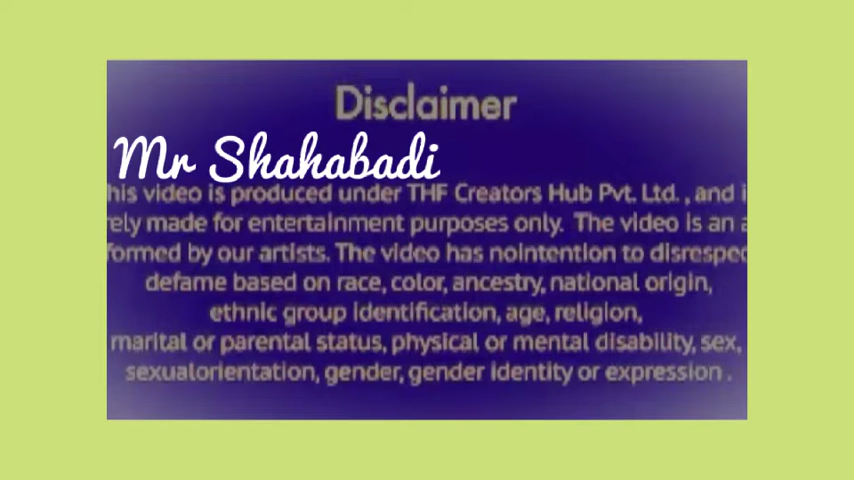 Disclaimer
Mr Shahabadi
his video is produced under THF Creators Hub Pvt. Ltd. , and i
rely made for entertainment purposes only. The video is an a
formed by our artists. The video has nointention to disrespec
defame based on race, color, ancestry, national origin,
ethnic group identification, age, religion,
marital or parental status, physical or mental disability, sex,
sexualorientation, gender, gender identity or expression .